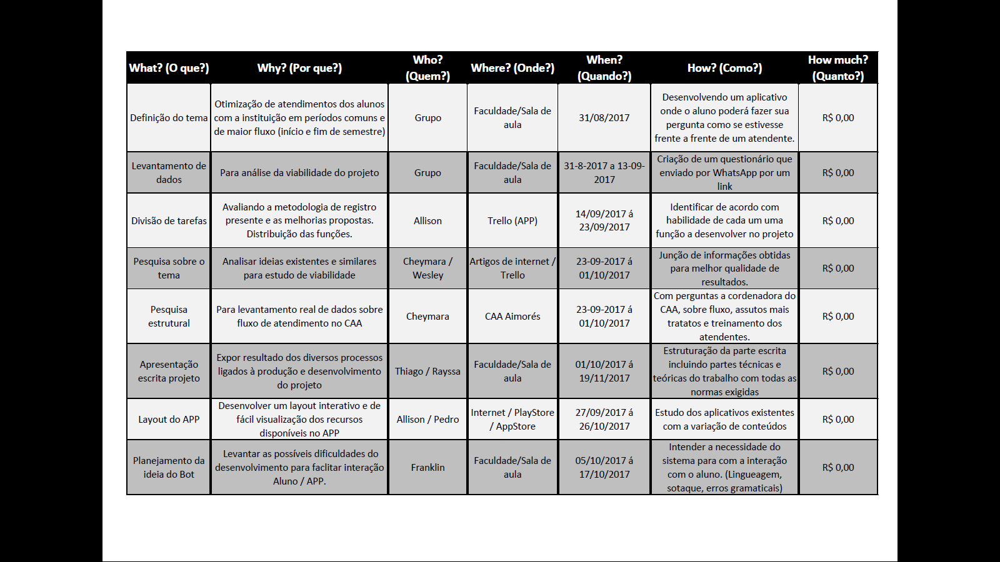 What? (O que?)
Why? (Por que?)
Who?
(Quem?)
Where? (Onde?)
When?
(Quando?)
How? (Como?)
How much?
(Quanto?)
Definição do tema
Otimização de atendimentos dos alunos
com a instituição em períodos comuns e
de maior fluxo (início e fim de semestre)
Grupo
Faculdade/Sala de
aula
31/08/2017
Desenvolvendo um aplicativo
onde o aluno poderá fazer sua
pergunta como se estivesse
frente a frente de um atendente.
R$ 0,00
Levantamento de
dados
Para análise da viabilidade do projeto
Grupo
Faculdade/Sala de
aula
31-8-2017 a 13-09-
2017
Criação de um questionário que
enviado por WhatsApp por um
link
R$ 0,00
Divisão de tarefas
Avaliando a metodologia de registro
presente e as melhorias propostas.
Distribuição das funções.
Allison
Trello (APP)
14/09/2017 á
23/09/2017
Identificar de acordo com
habilidade de cada um uma
função a desenvolver no projeto
R$ 0,00
Pesquisa sobre o
tema
Analisar ideias existentes e similares
para estudo de viabilidade
Cheymara /
Wesley
Artigos de internet /
Trello
23-09-2017 á
01/10/2017
Junção de informações obtidas
para melhor qualidade de
resultados.
R$ 0,00
Pesquisa
estrutural
Para levantamento real de dados sobre
fluxo de atendimento no CAA
Cheymara
CAA Aimorés
23-09-2017 á
01/10/2017
Com perguntas a cordenadora do
CAA, sobre fluxo, assutos mais
tratatos e treinamento dos
atendentes.
R$ 0,00
Apresentação
escrita projeto
Expor resultado dos diversos processos
ligados à produção e desenvolvimento
do projeto
Thiago / Rayssa
Faculdade/Sala de
aula
01/10/2017 á
19/11/2017
Estruturação da parte escrita
incluindo partes técnicas e
teóricas do trabalho com todas as
normas exigidas
R$ 0,00
Layout do APP
Desenvolver um layout interativo e de
fácil visualização dos recursos
disponíveis no APP
Allison / Pedro
Internet / PlayStore
/ AppStore
27/09/2017 á
26/10/2017
Estudo dos aplicativos existentes
com a variação de conteúdos
R$ 0,00
Planejamento da
ideia do Bot
Levantar as possíveis dificuldades do
desenvolvimento para faclitar interação
Aluno / APP.
Franklin
Faculdade/Sala de
aula
05/10/2017 á
17/10/2017
Intender a necessidade do
sistema para com a interação
com o aluno. (Lingueagem,
sotaque, erros gramaticais)
R$ 0,00